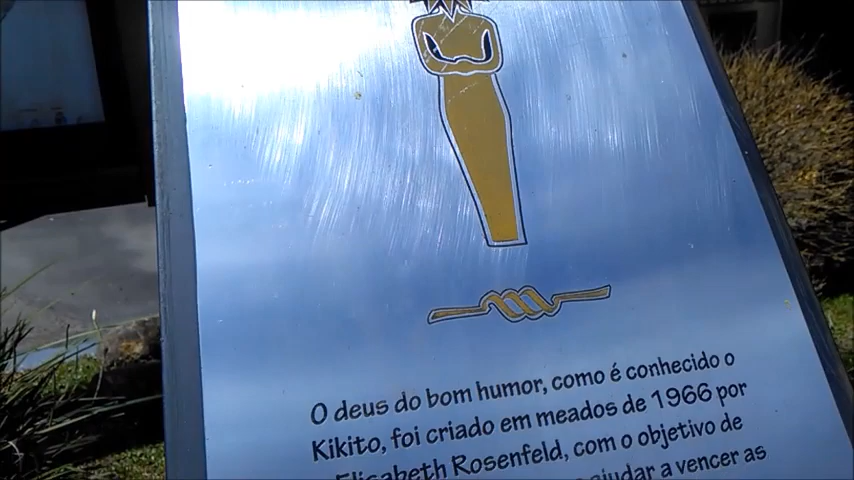 O deus do bom humor, como é conhecido o
Kikito, foi criado em meados de 1966 por
Elisabeth Rosenfeld, com o objetivo de
ajudar a vencer as